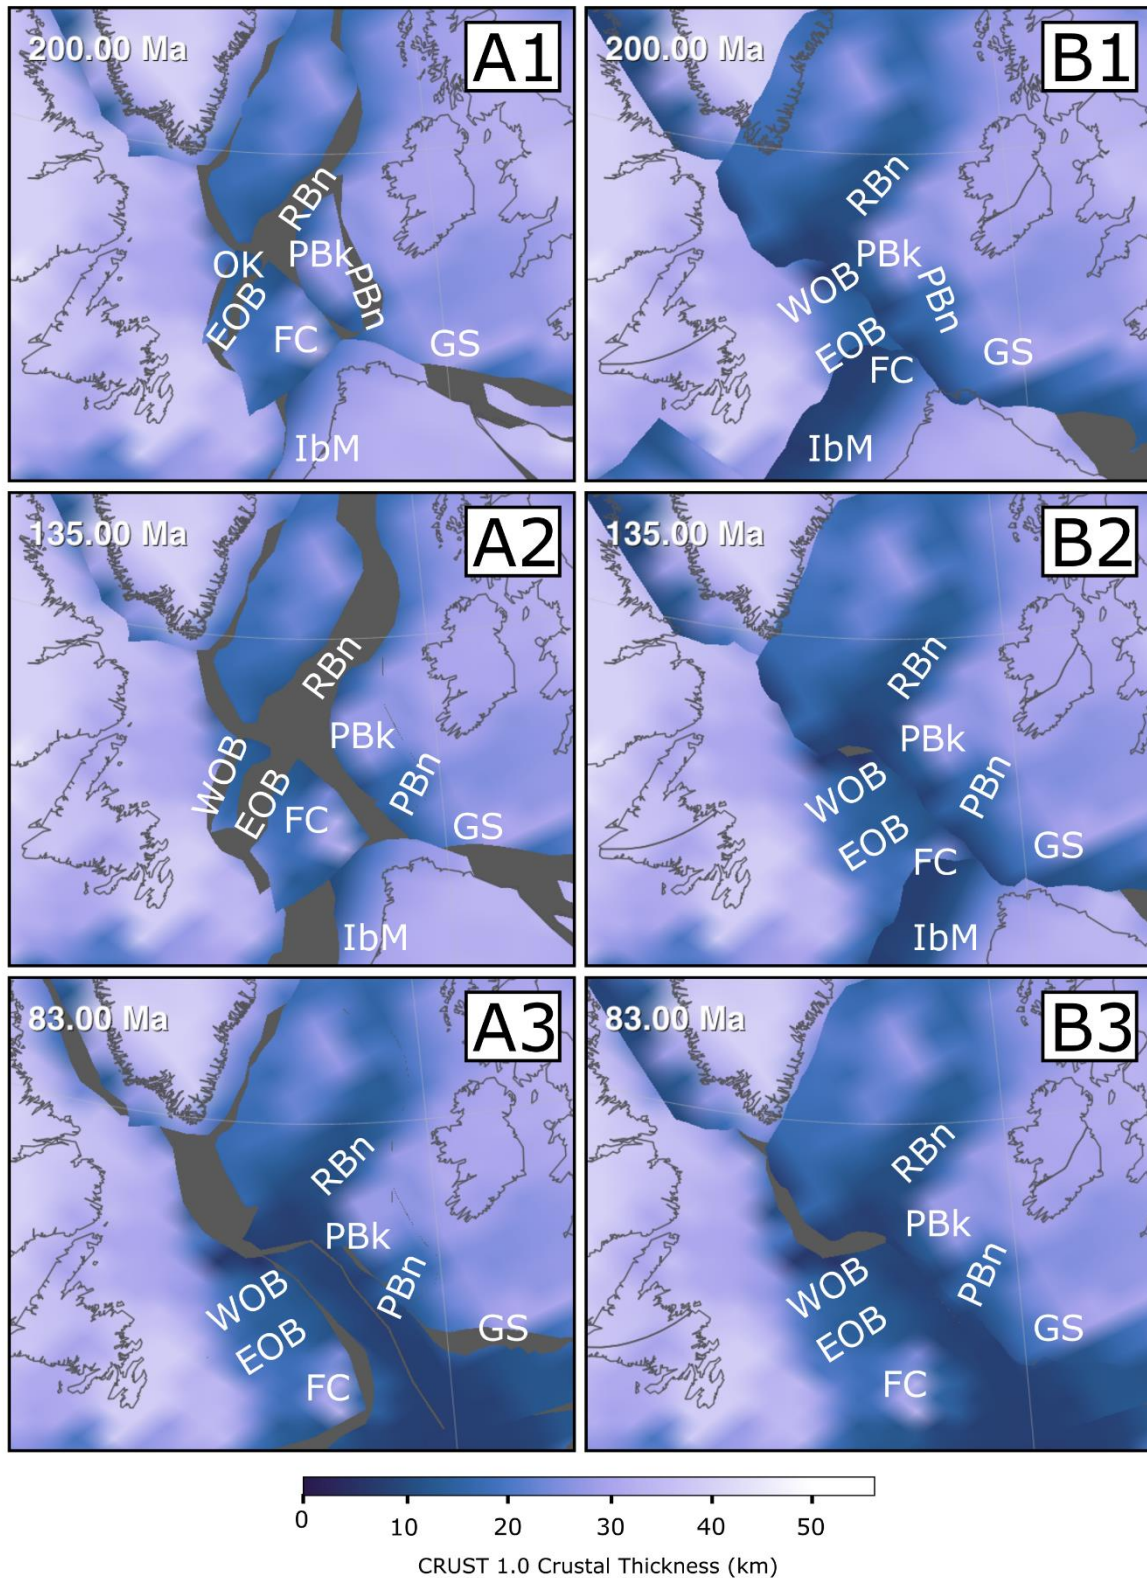 200.00 Ma
A1
RBn
PBk
PBn
OK
EOB
FC
GS
IbM
200.00 Ma
B1
RBn
PBk
WOB
PBn
EOB
FC
GS
IbM
135.00 Ma
A2
RBn
PBk
WOB
EOB
PBn
FC
GS
IbM
135.00 Ma
B2
RBn
PBk
WOB
PBn
EOB
FC
GS
IbM
83.00 Ma
A3
RBn
PBk
WOB
PBn
EOB
GS
FC
83.00 Ma
B3
RBn
PBk
WOB
PBn
EOB
GS
FC
0 10 20 30 40 50
CRUST 1.0 Crustal Thickness (km)